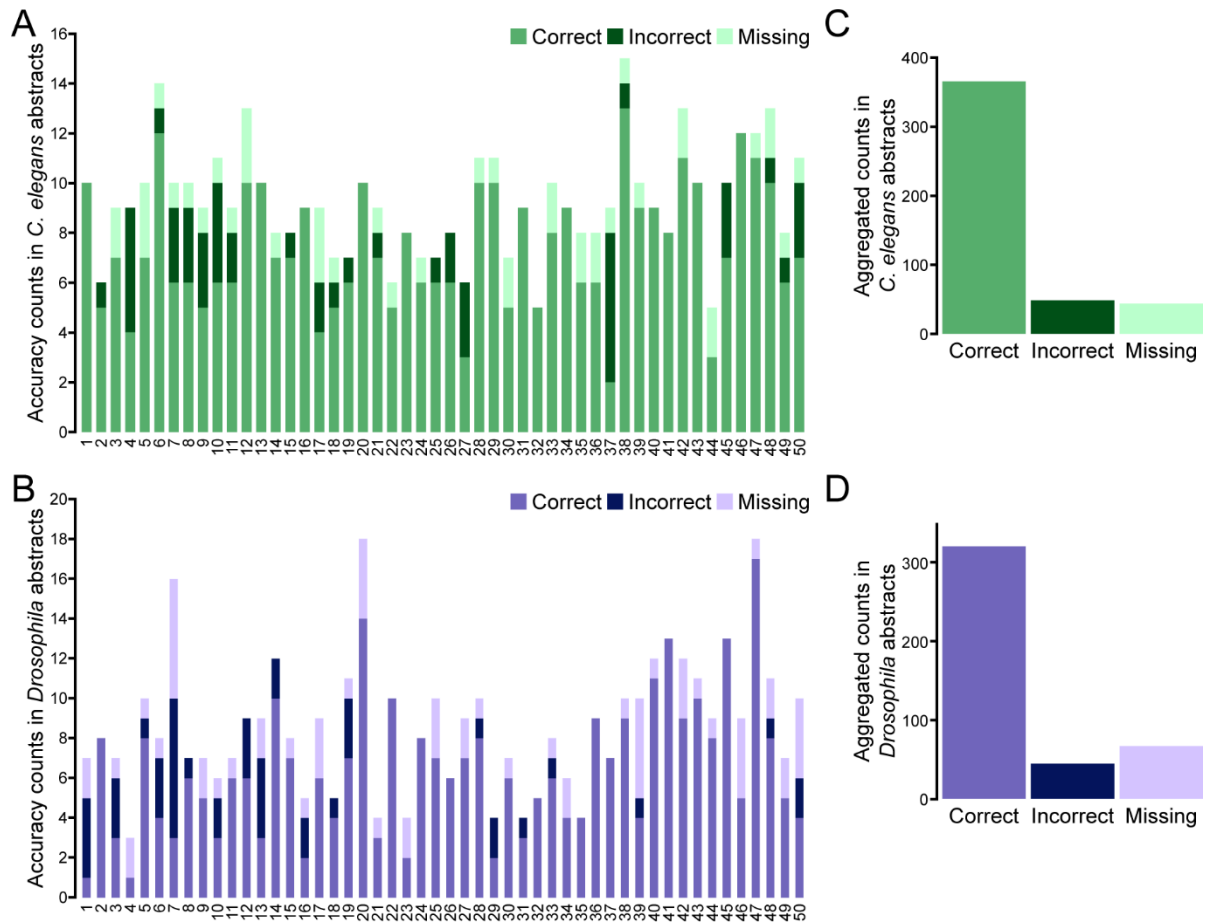 A
Accuracy counts in C. elegans abstracts
Correct Incorrect Missing
16
14
12
10
8
6
4
2
0
1 2 3 4 5 6 7 8 9 10 11 12 13 14 15 16 17 18 19 20 21 22 23 24 25 26 27 28 29 30 31 32 33 34 35 36 37 38 39 40 41 42 43 44 45 46 47 48 49 50
C
Aggregated counts in
C. elegans abstracts
400
300
200
100
0
Correct Incorrect Missing
B
Accuracy counts in Drosophila abstracts
Correct Incorrect Missing
20
18
16
14
12
10
8
6
4
2
0
1 2 3 4 5 6 7 8 9 10 11 12 13 14 15 16 17 18 19 20 21 22 23 24 25 26 27 28 29 30 31 32 33 34 35 36 37 38 39 40 41 42 43 44 45 46 47 48 49 50
D
Aggregated counts in
Drosophila abstracts
300
200
100
0
Correct Incorrect Missing